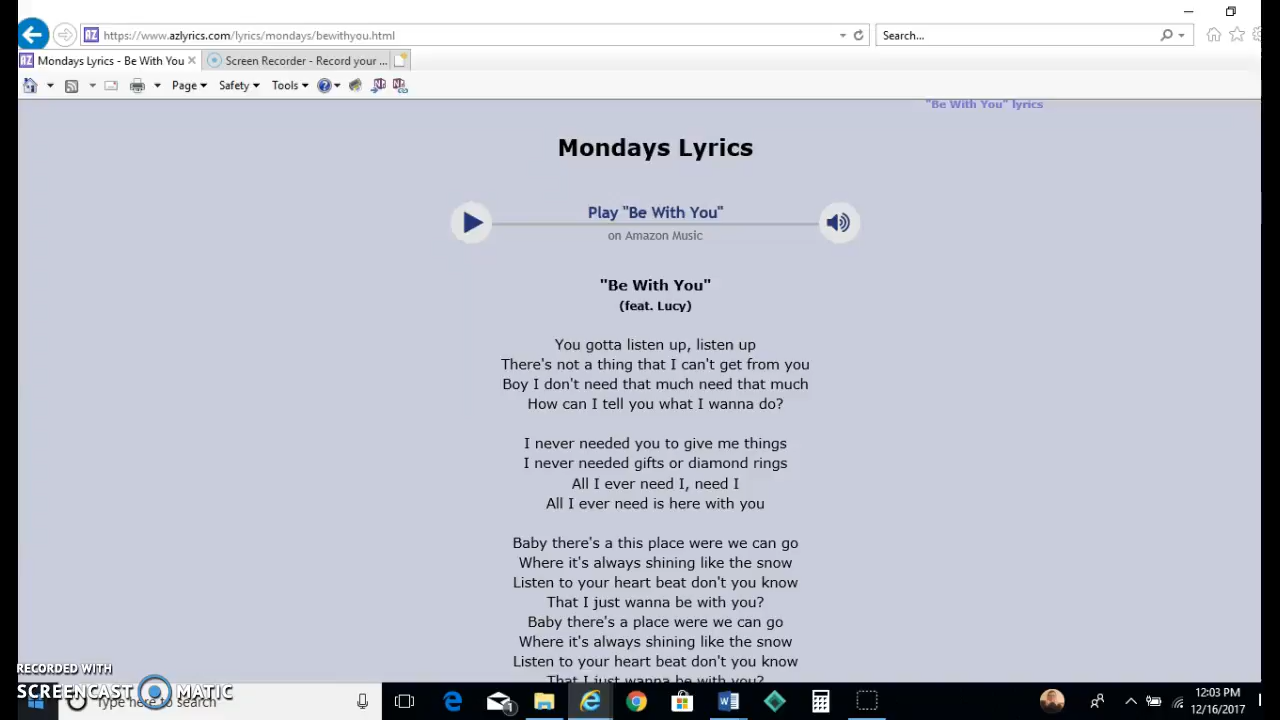 https://www.azlyrics.com/lyrics/mondays/bewithyou.html
Search...
AZ Mondays Lyrics - Be With You
Screen Recorder - Record your ...
Page
Safety
Tools
"Be With You" lyrics
Mondays Lyrics
Play "Be With You"
on Amazon Music
"Be With You"
(feat. Lucy)
You gotta listen up, listen up
There's not a thing that I can't get from you
Boy I don't need that much need that much
How can I tell you what I wanna do?
I never needed you to give me things
I never needed gifts or diamond rings
All I ever need I, need I
All I ever need is here with you
Baby there's a this place were we can go
Where it's always shining like the snow
Listen to your heart beat don't you know
That I just wanna be with you?
Baby there's a place were we can go
Where it's always shining like the snow
Listen to your heart beat don't you know
That I just wanna be with you?
RECORDED WITH
SCREENCAST MATIC
Type here to search
1
12:03 PM
12/16/2017